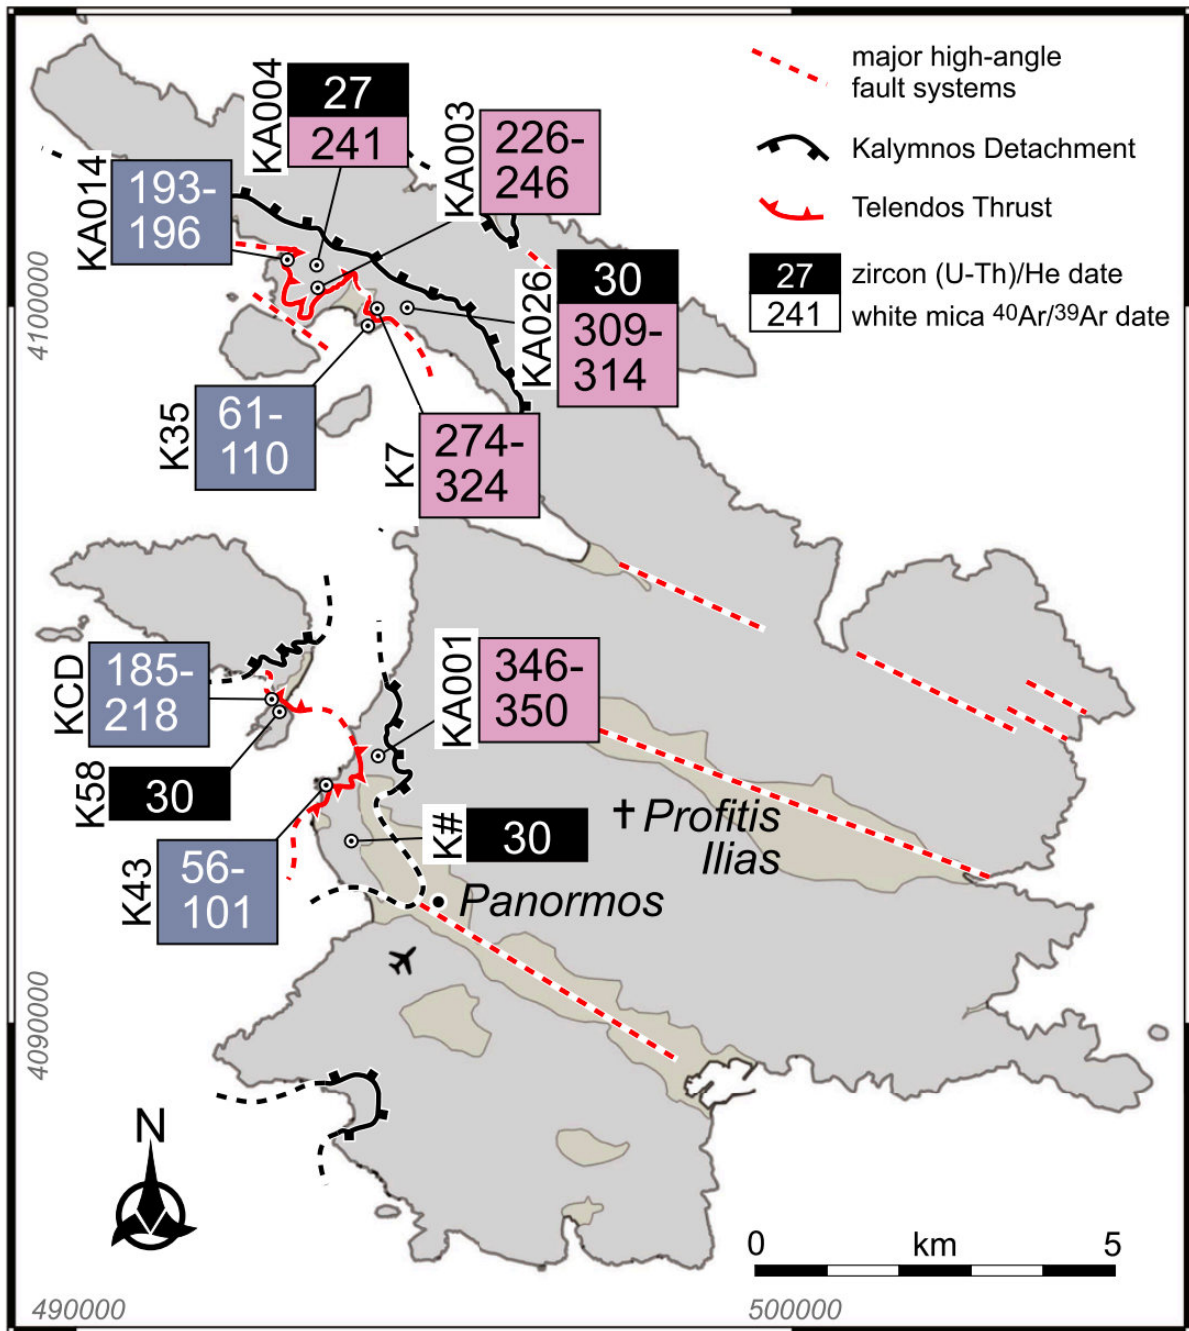 major high-angle
fault systems
Kalymnos Detachment
Telendos Thrust
27 zircon (U-Th)/He date
241 white mica ⁴⁰Ar/³⁹Ar date
KA004
27
241
KA003
226-
246
KA014
193-
196
KA026
30
309-
314
K35
61-
110
K7
274-
324
4100000
KCD
185-
218
KA001
346-
350
K58
30
K#
30
Profitis
Ilias
K43
56-
101
Panormos
4090000
N
0 km 5
490000
500000